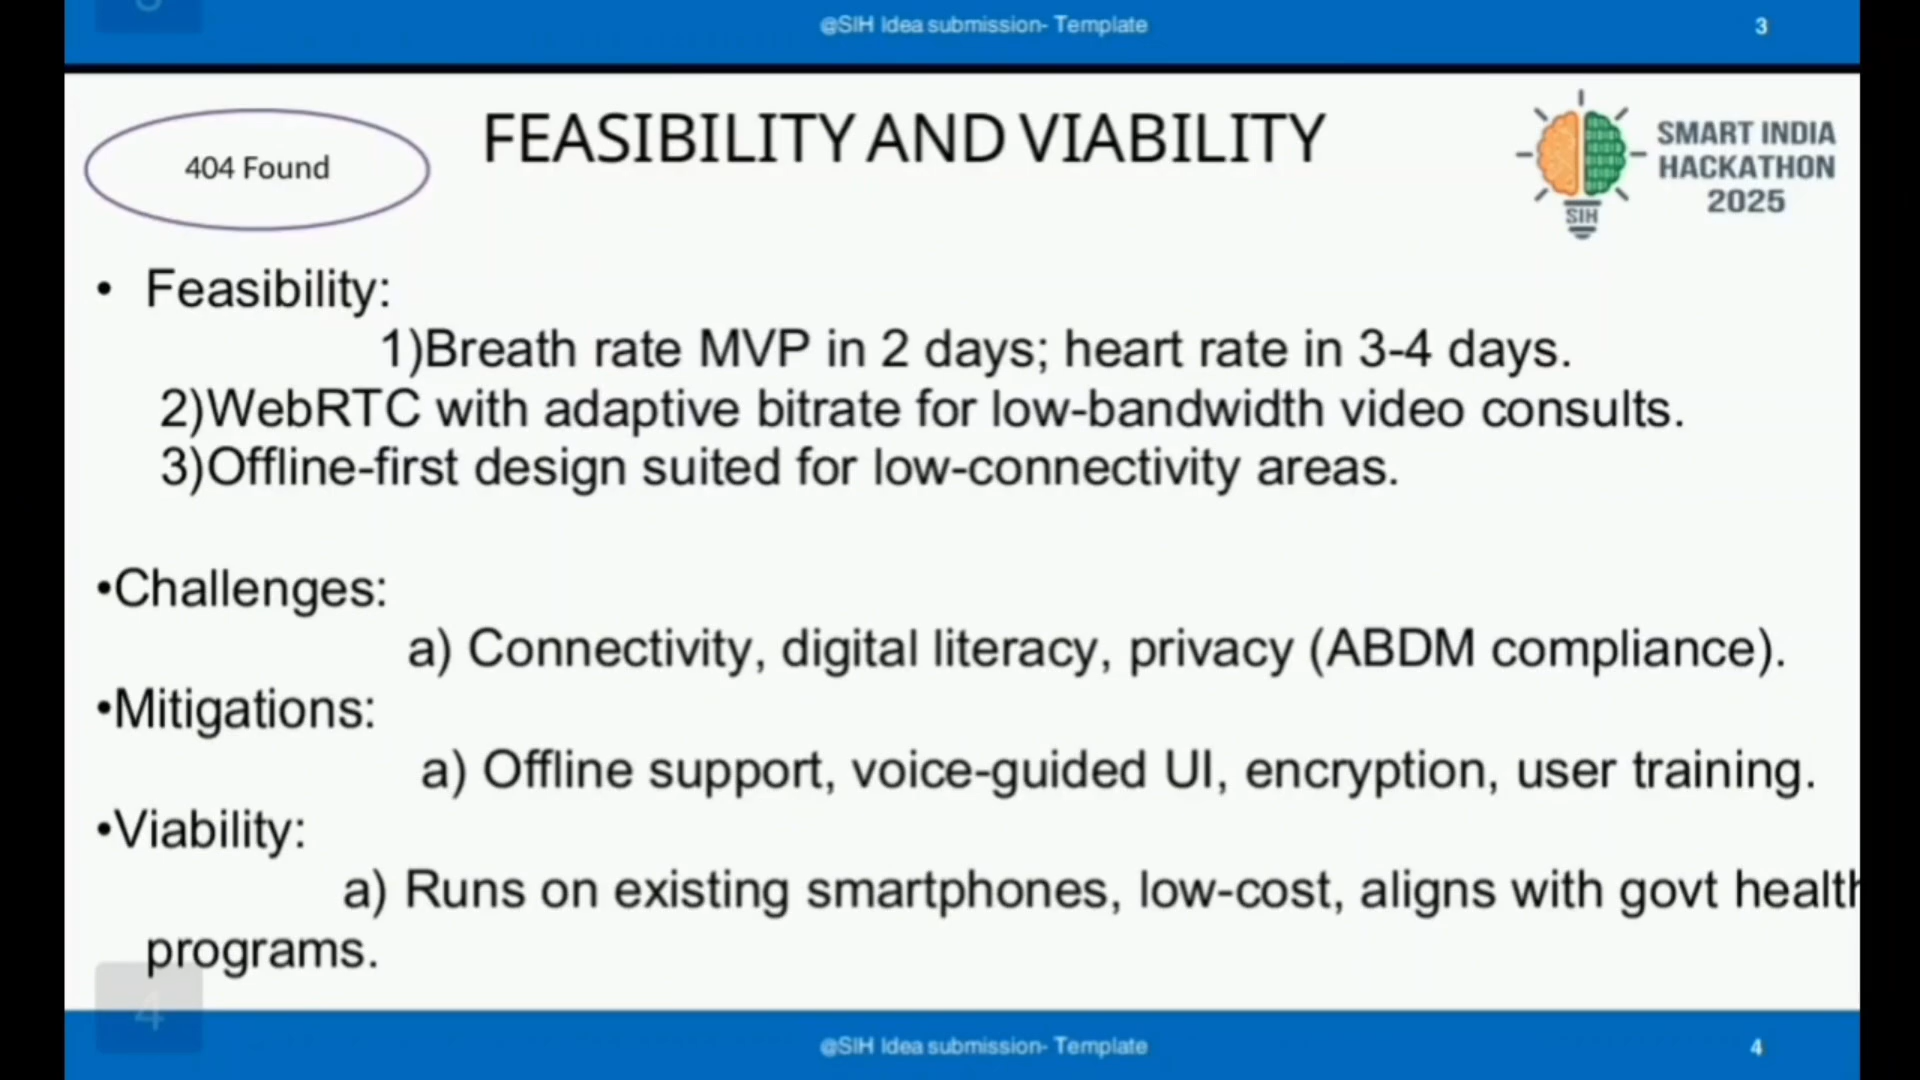 @SIH Idea submission- Template
3
404 Found
FEASIBILITY AND VIABILITY
SMART INDIA
HACKATHON
2025
SIH
• Feasibility:
1)Breath rate MVP in 2 days; heart rate in 3-4 days.
2)WebRTC with adaptive bitrate for low-bandwidth video consults.
3)Offline-first design suited for low-connectivity areas.
•Challenges:
a) Connectivity, digital literacy, privacy (ABDM compliance).
•Mitigations:
a) Offline support, voice-guided UI, encryption, user training.
•Viability:
a) Runs on existing smartphones, low-cost, aligns with govt health
programs.
4
@SIH Idea submission- Template
4